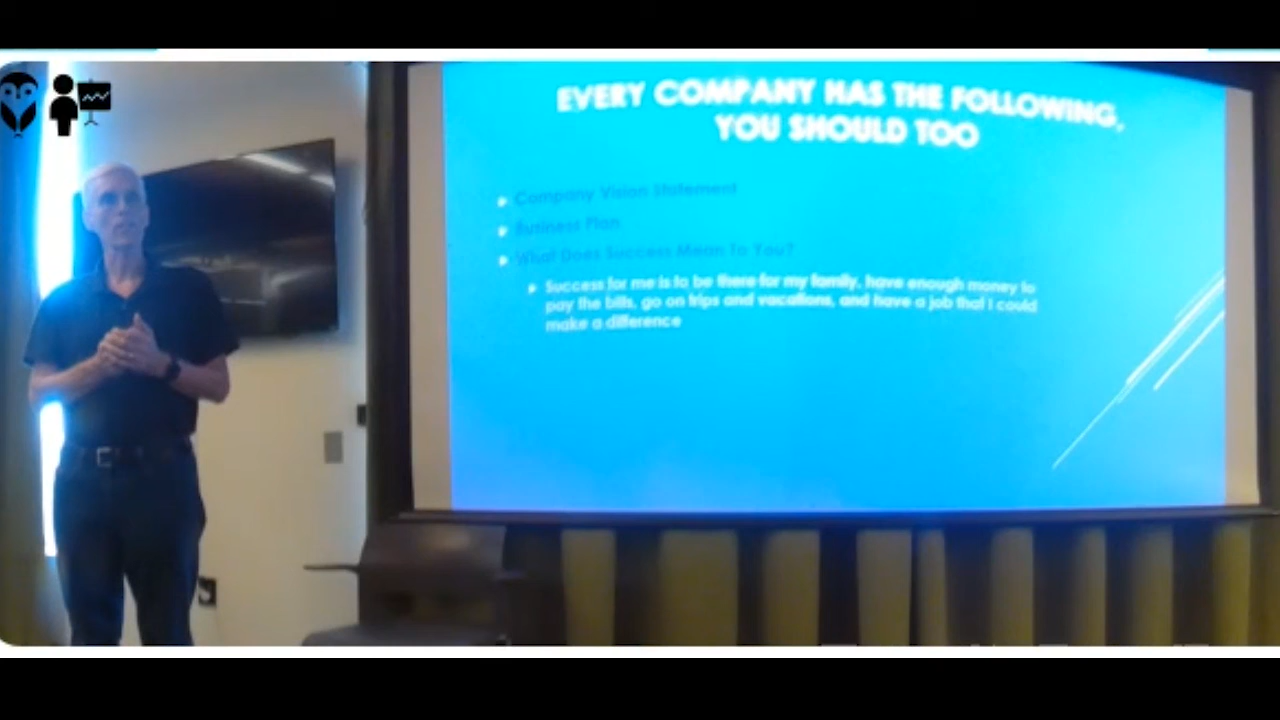 EVERY COMPANY HAS THE FOLLOWING,
YOU SHOULD TOO
Company Vision Statement
Business Plan
What Does Success Mean To You?
Success for me is to be there for my family, have enough money to
pay the bills, go on trips and vacations, and have a job that I could
make a difference